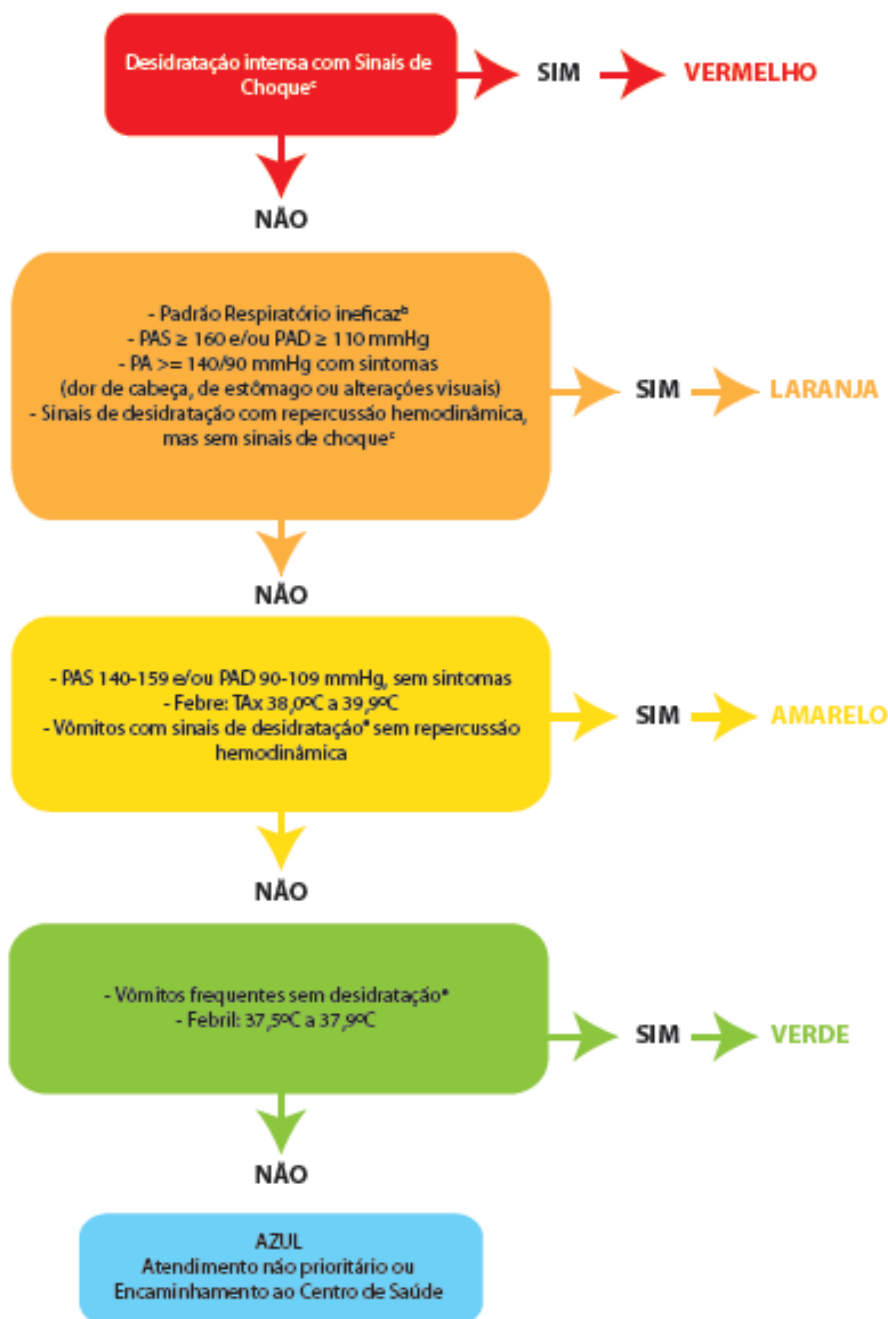 Desidratação intensa com Sinais de
Choqueᶜ
SIM
VERMELHO
NÃO
- Padrão Respiratório ineficazᵇ
- PAS ≥ 160 e/ou PAD ≥ 110 mmHg
- PA >= 140/90 mmHg com sintomas
(dor de cabeça, de estômago ou alterações visuais)
- Sinais de desidratação com repercussão hemodinâmica,
mas sem sinais de choqueᶜ
SIM
LARANJA
NÃO
- PAS 140-159 e/ou PAD 90-109 mmHg, sem sintomas
- Febre: TAx 38,0ºC a 39,9ºC
- Vômitos com sinais de desidratação* sem repercussão
hemodinâmica
SIM
AMARELO
NÃO
- Vômitos frequentes sem desidratação*
- Febril: 37,5ºC a 37,9ºC
SIM
VERDE
NÃO
AZUL
Atendimento não prioritário ou
Encaminhamento ao Centro de Saúde